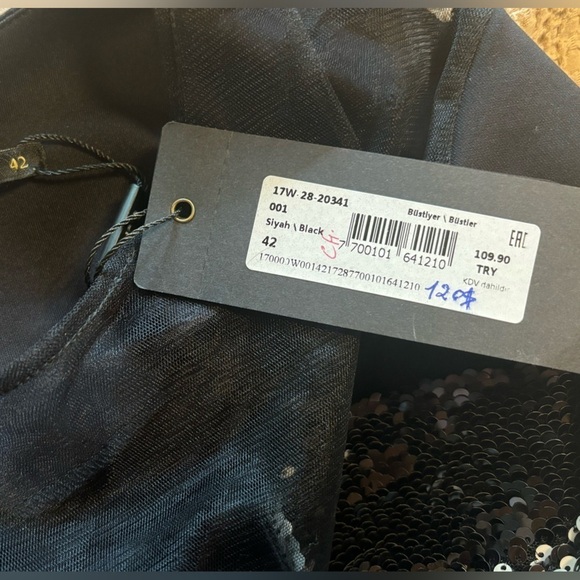 42
17W-28-20341
001
Büstiyer \ Büstier
Siyah \ Black
42
7 700101 641210
109.90
TRY
KDV dahildir
120$
EAC